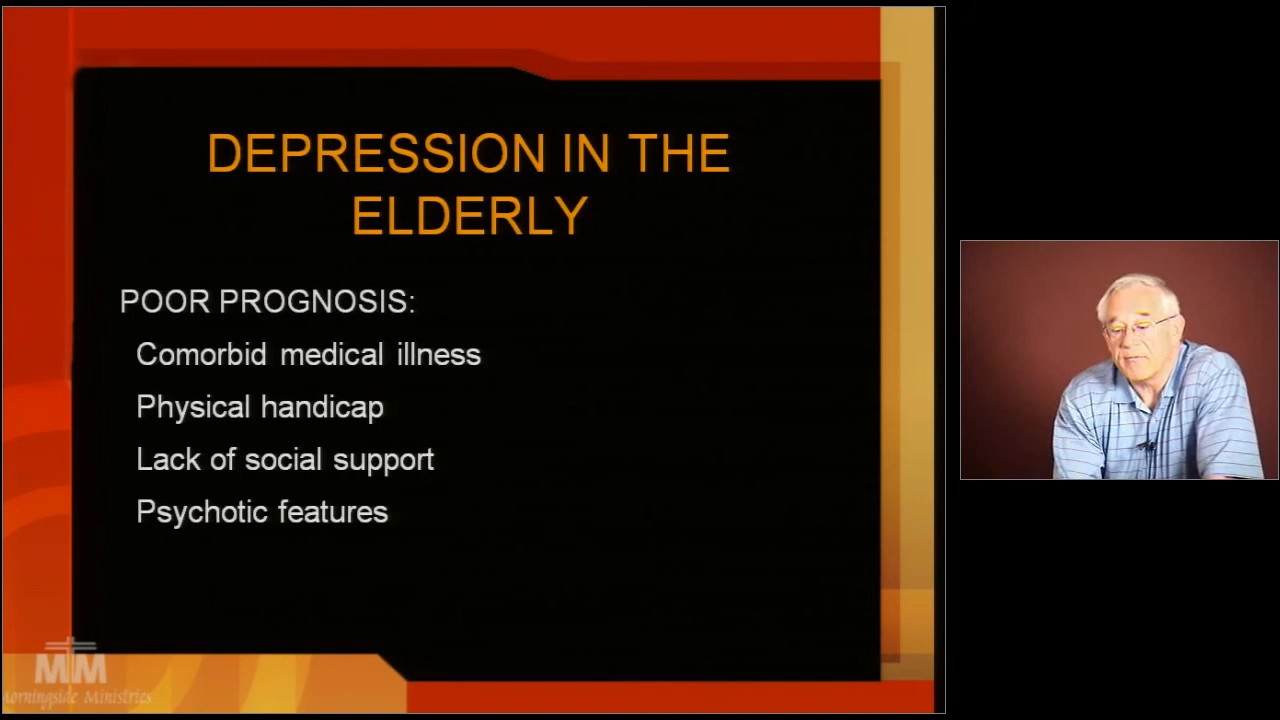 DEPRESSION IN THE
ELDERLY
POOR PROGNOSIS:
Comorbid medical illness
Physical handicap
Lack of social support
Psychotic features
MM
Morningside Ministries